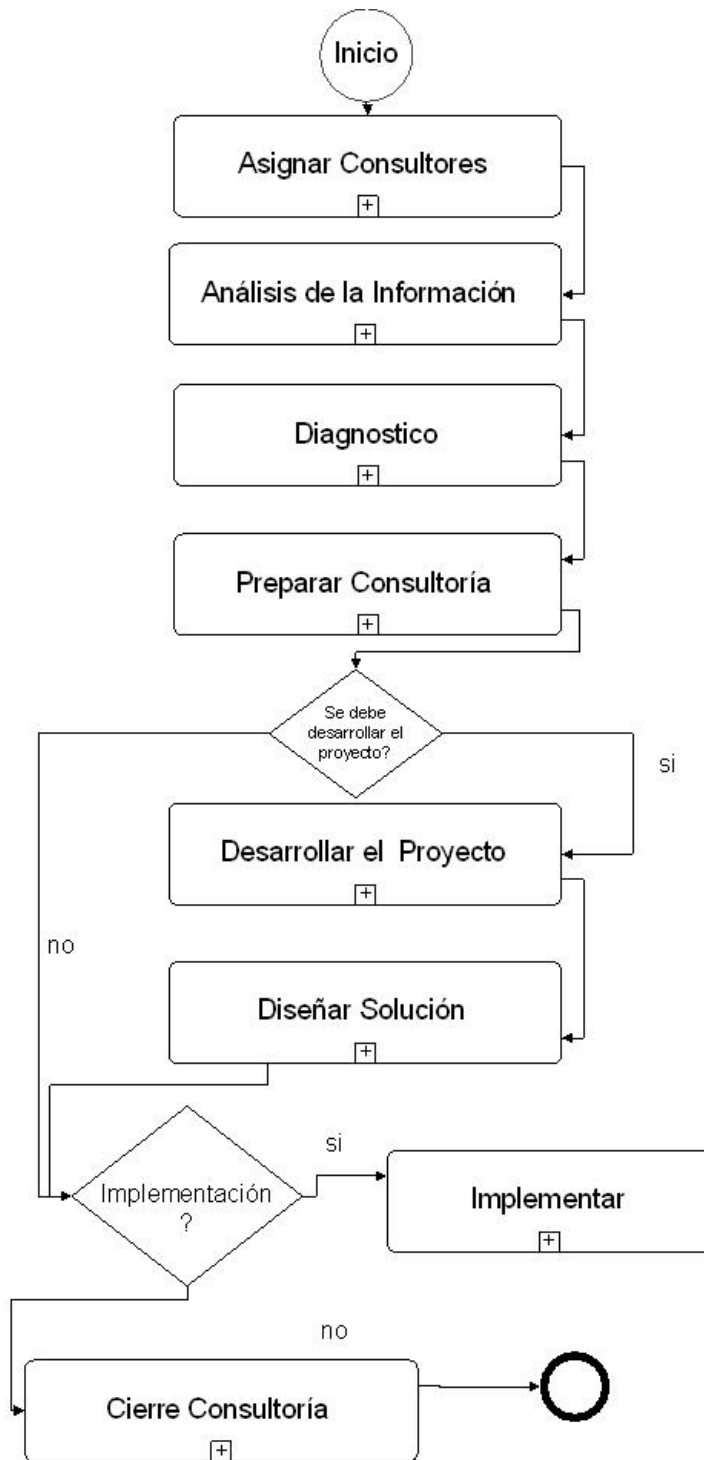 Inicio
Asignar Consultores
Análisis de la Información
Diagnostico
Preparar Consultoría
Se debe
desarrollar el
proyecto?
si
Desarrollar el Proyecto
no
Diseñar Solución
si
Implementación
?
Implementar
no
Cierre Consultoría